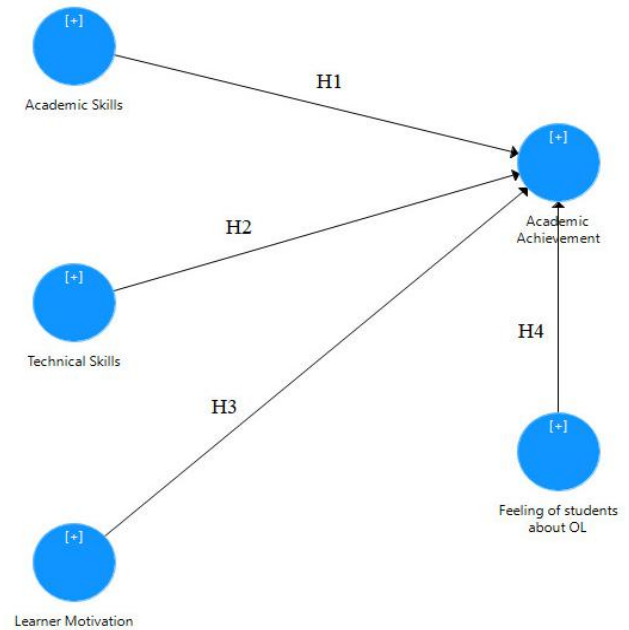 [+]
Academic Skills
H1
[+]
Academic
Achievement
H2
[+]
Technical Skills
H4
H3
[+]
Feeling of students
about OL
[+]
Learner Motivation